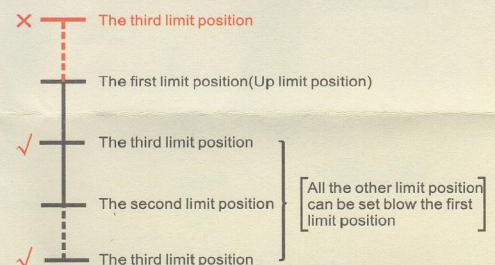 The third limit position
The first limit position(Up limit position)
The third limit position
The second limit position
All the other limit position
can be set blow the first
limit position
The third limit position